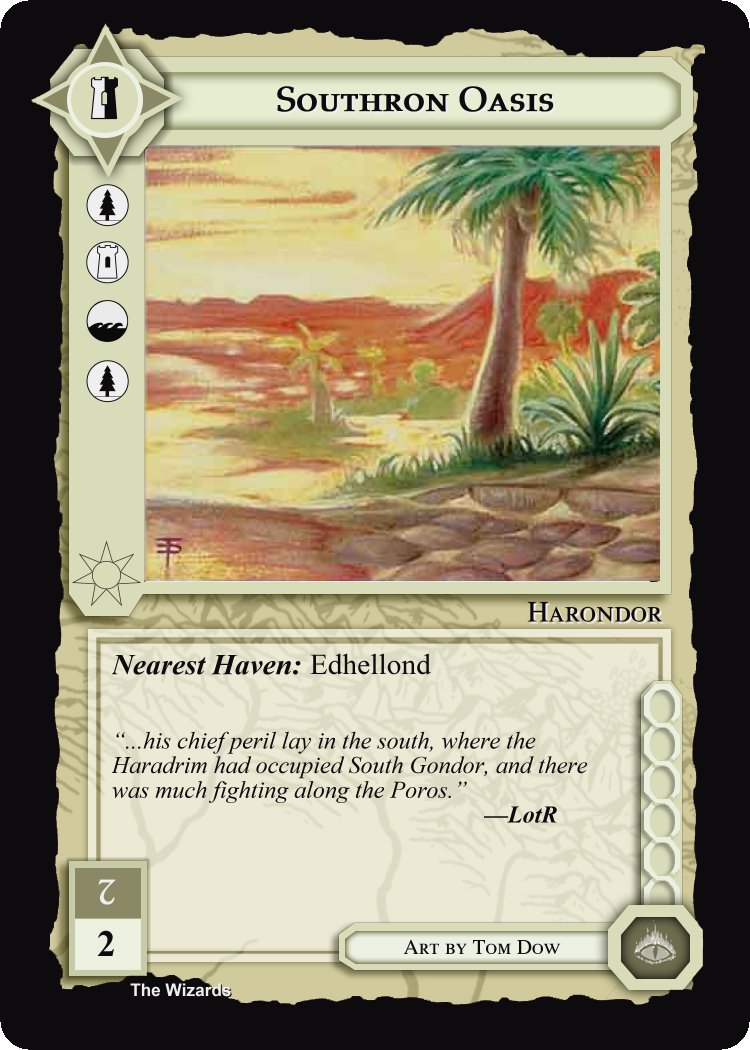 Southron Oasis
Harondor
Nearest Haven: Edhellond
“...his chief peril lay in the south, where the
Haradrim had occupied South Gondor, and there
was much fighting along the Poros.”
—LotR
2
2
Art by Tom Dow
The Wizards